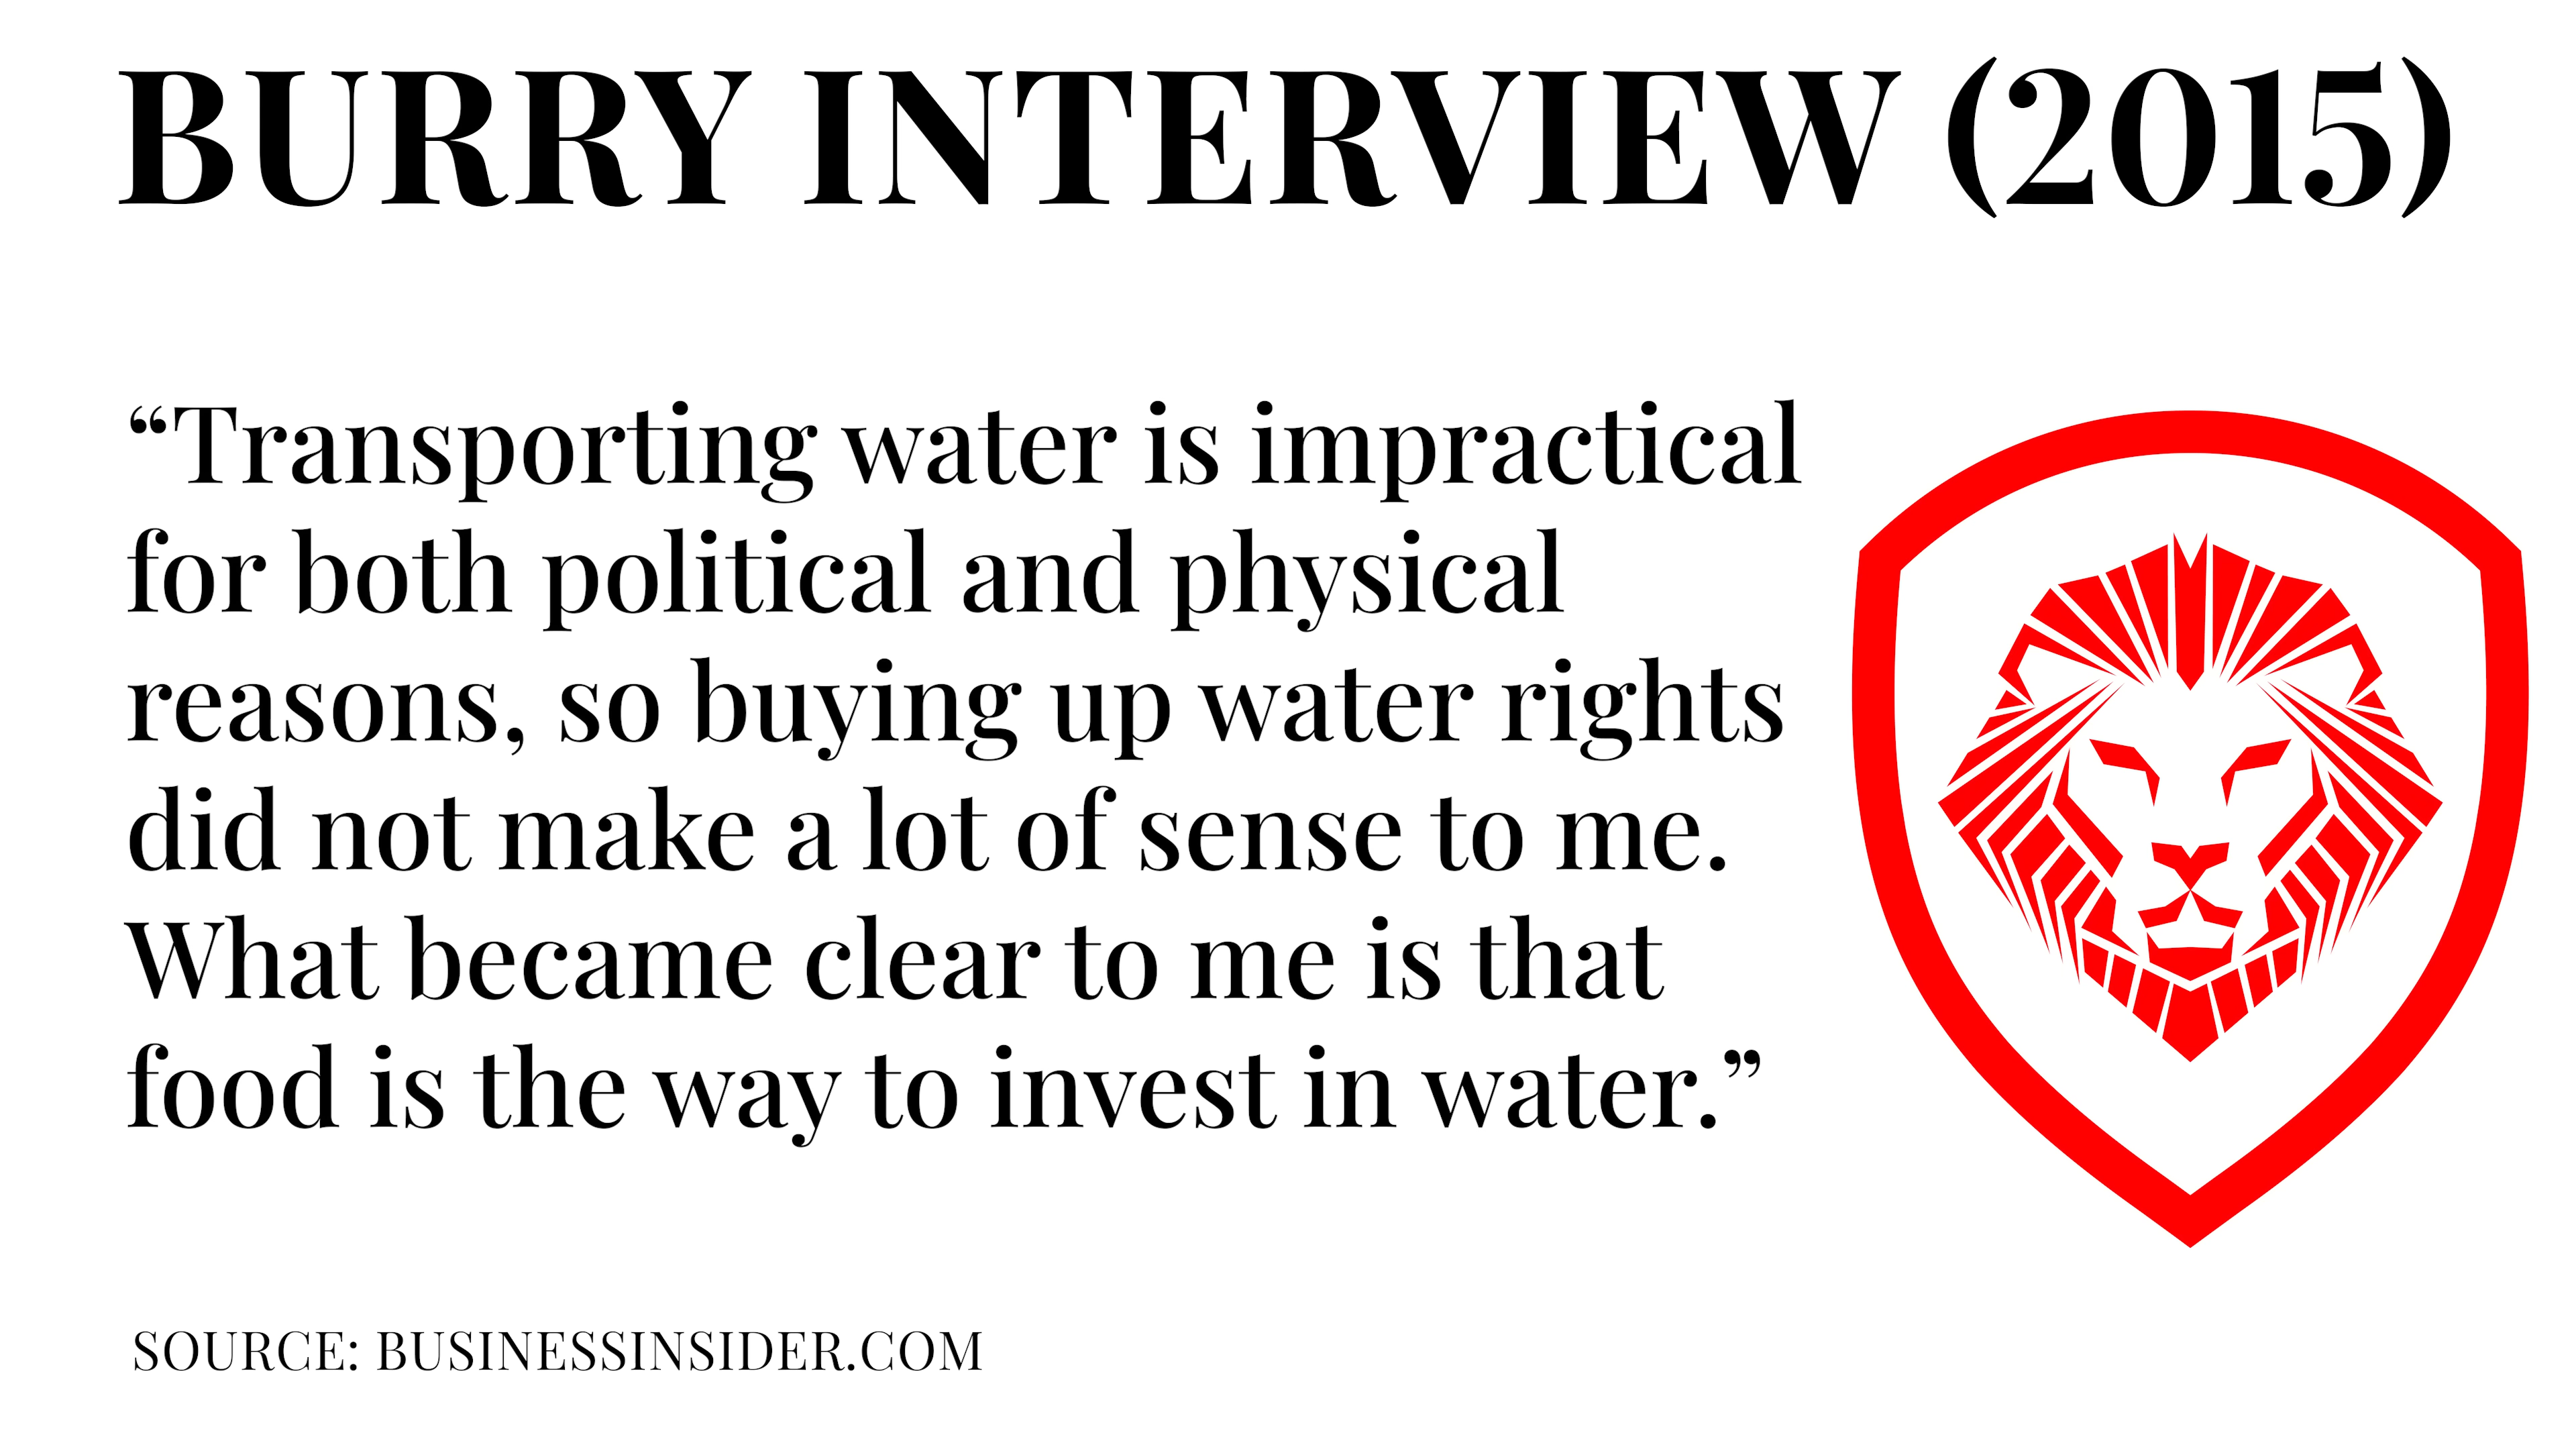 BURRY INTERVIEW (2015)
“Transporting water is impractical
for both political and physical
reasons, so buying up water rights
did not make a lot of sense to me.
What became clear to me is that
food is the way to invest in water.”
SOURCE: BUSINESSINSIDER.COM